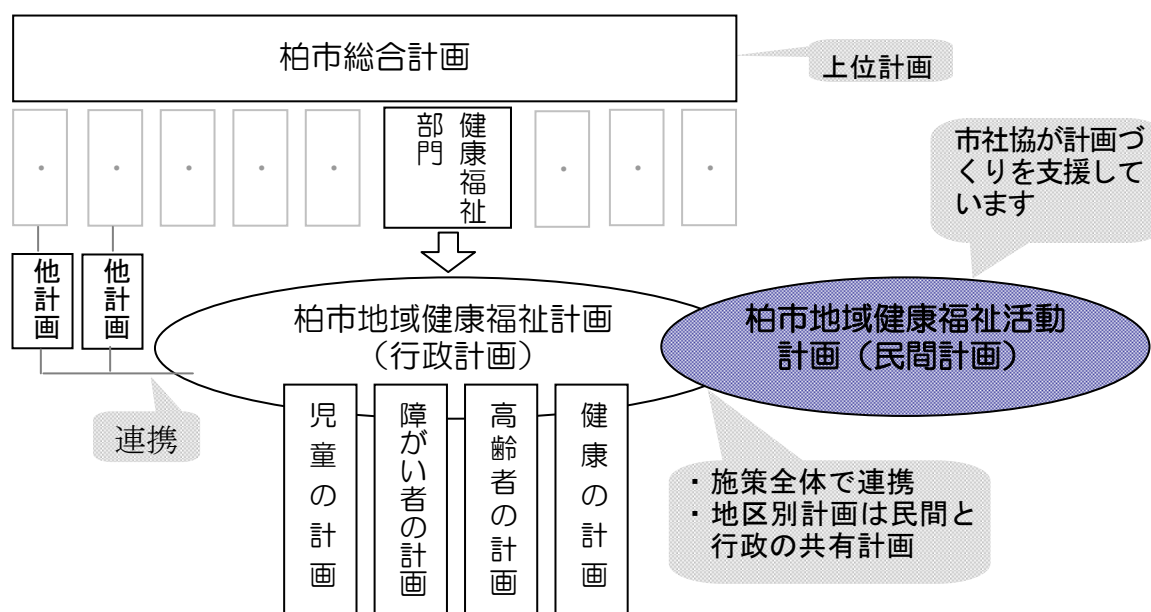 柏市総合計画
上位計画
・
・
・
・
・
健康福祉
部門
・
・
・
市社協が計画づ
くりを支援して
います
他計画
他計画
柏市地域健康福祉計画
（行政計画）
柏市地域健康福祉活動
計画（民間計画）
連携
児童の計画
障がい者の計画
高齢者の計画
健康の計画
・施策全体で連携
・地区別計画は民間と
行政の共有計画